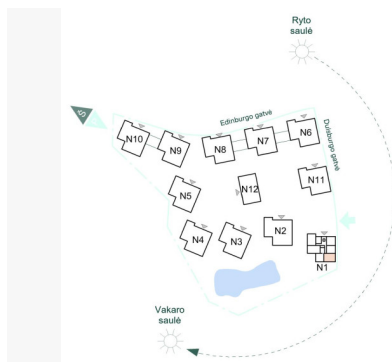 Ryto
saulė
Edinburgo gatvė
Duisburgo gatvė
N10
N9
N8
N7
N6
N12
N11
N5
N4
N3
N2
N1
Vakaro
saulė